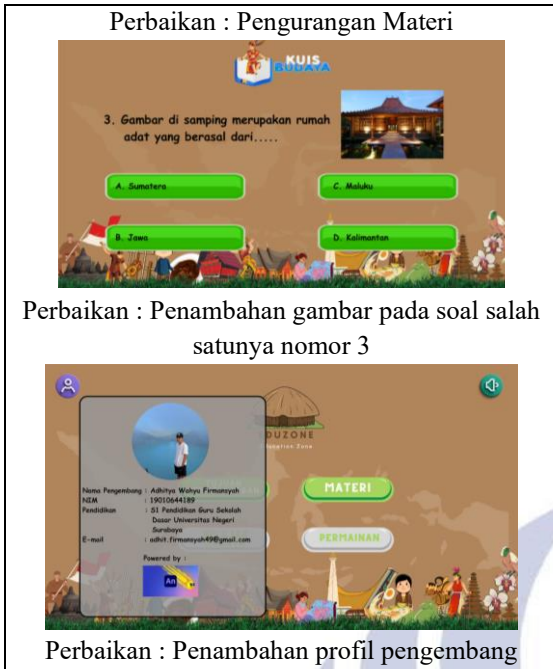 Perbaikan : Pengurangan Materi
KUIS
BUDAYA
3. Gambar di samping merupakan rumah
adat yang berasal dari.....
A. Sumatera
C. Maluku
B. Jawa
D. Kalimantan
Perbaikan : Penambahan gambar pada soal salah
satunya nomor 3
DUZONE
Nama Pengembang : Adhitya Wahyu Firmansyah
NIM : 19010644189
Pendidikan : S1 Pendidikan Guru Sekolah
Dasar Universitas Negeri
Surabaya
E-mail : adhit.firmansyah49@gmail.com
Powered by :
An
MATERI
PERMAINAN
Perbaikan : Penambahan profil pengembang